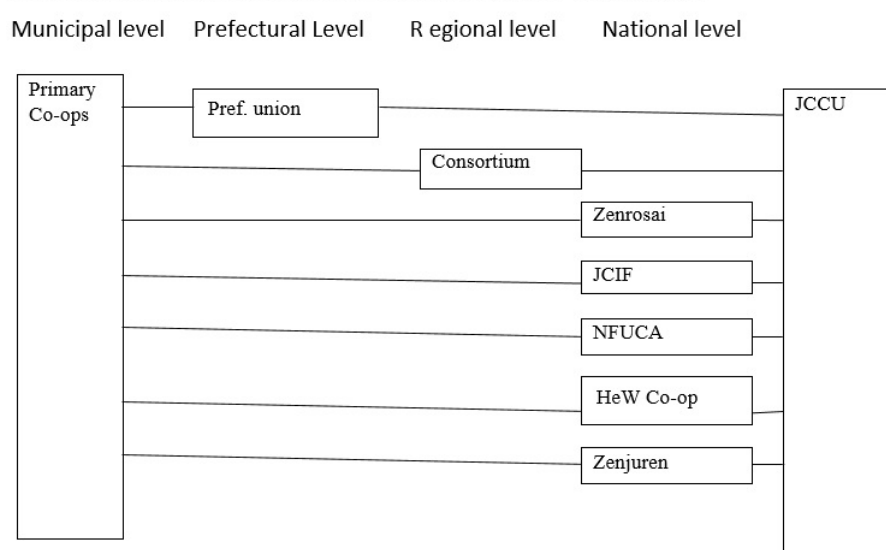 Municipal level Prefectural Level R egional level National level
Primary
Co-ops
Pref. union
JCCU
Consortium
Zenrosai
JCIF
NFUCA
HeW Co-op
Zenjuren